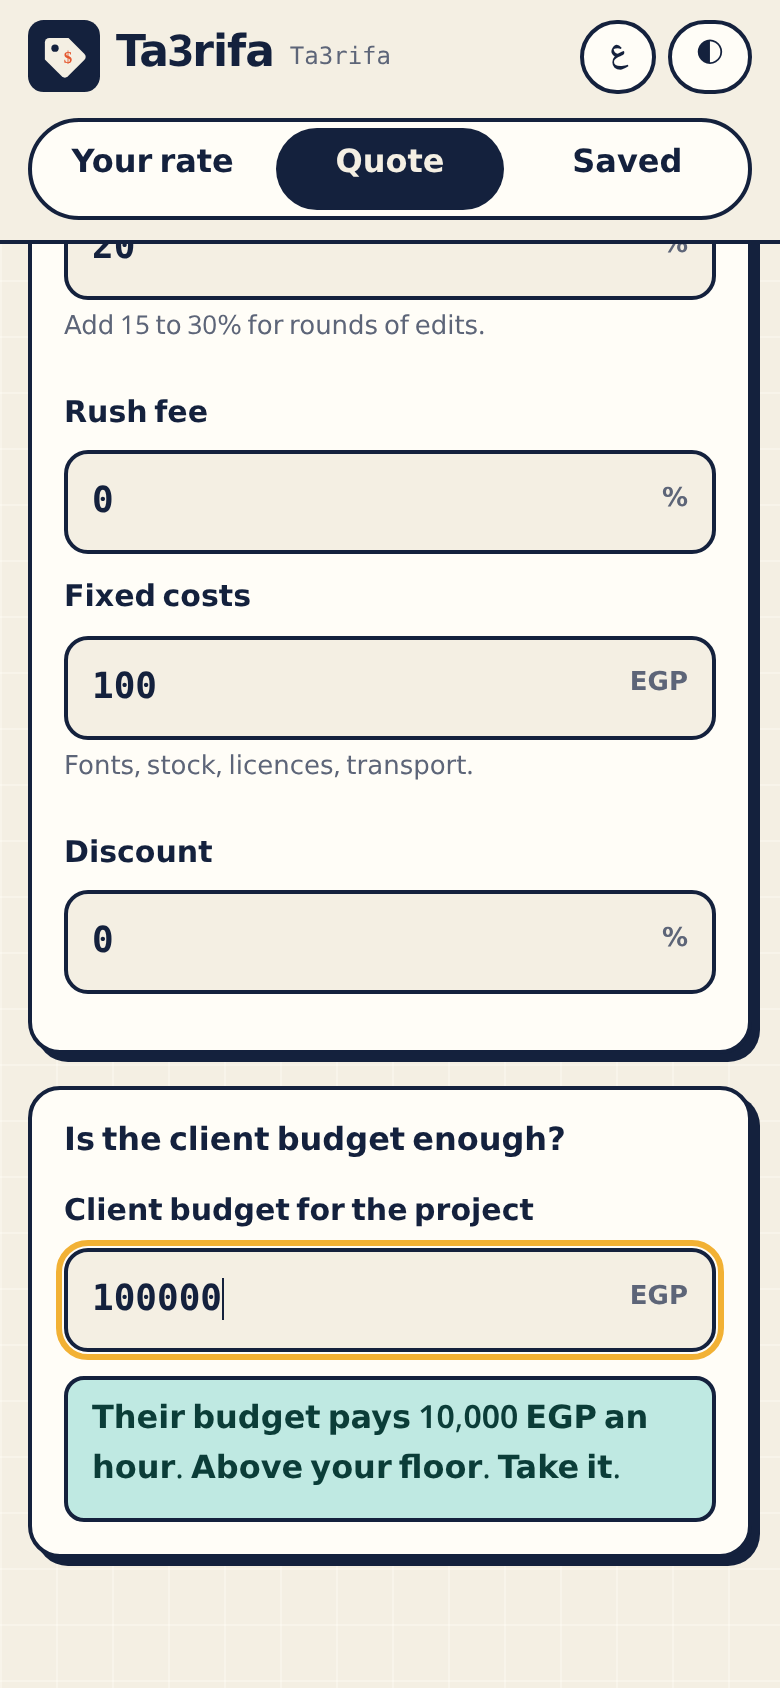 $
Ta3rifa Ta3rifa
ع
Your rate Quote Saved
20 %
Add 15 to 30% for rounds of edits.
Rush fee
0 %
Fixed costs
100 EGP
Fonts, stock, licences, transport.
Discount
0 %
Is the client budget enough?
Client budget for the project
100000 EGP
Their budget pays 10,000 EGP an
hour. Above your floor. Take it.